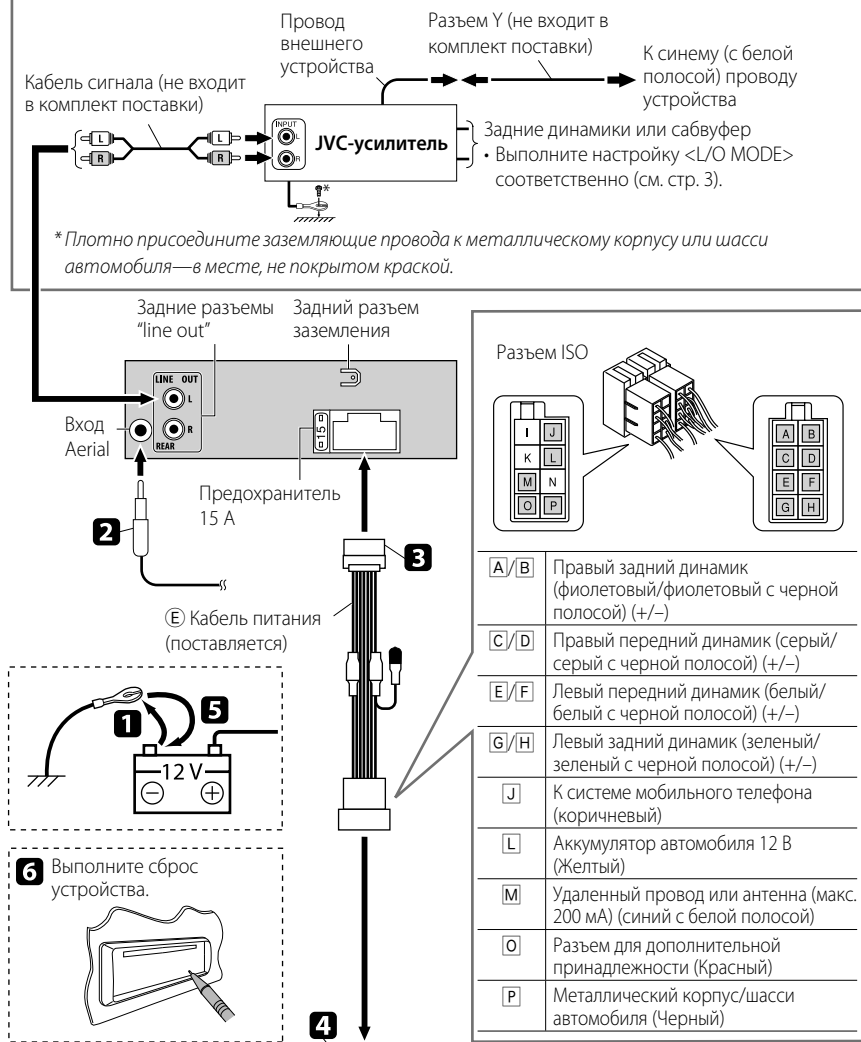 Провод
внешнего
устройства
Разъем Y (не входит в
комплект поставки)
К синему (с белой
полосой) проводу
устройства
Кабель сигнала (не входит
в комплект поставки)
L
R
L
R
INPUT
L
R
JVC-усилитель
Задние динамики или сабвуфер
• Выполните настройку <L/O MODE>
соответственно (см. стр. 3).
*
* Плотно присоедините заземляющие провода к металлическому корпусу или шасси
автомобиля—в месте, не покрытом краской.
Задние разъемы
"line out"
Задний разъем
заземления
LINE OUT
L
R
REAR
15
Вход
Aerial
Предохранитель
15 A
2
3
Ⓔ Кабель питания
(поставляется)
1
5
12 V
6 Выполните сброс
устройства.
4
Разъем ISO
I J
K L
M N
O P
A B
C D
E F
G H
A/B Правый задний динамик
(фиолетовый/фиолетовый с черной
полосой) (+/–)
C/D Правый передний динамик (серый/
серый с черной полосой) (+/–)
E/F Левый передний динамик (белый/
белый с черной полосой) (+/–)
G/H Левый задний динамик (зеленый/
зеленый с черной полосой) (+/–)
J К системе мобильного телефона
(коричневый)
L Аккумулятор автомобиля 12 В
(Желтый)
M Удаленный провод или антенна (макс.
200 мА) (синий с белой полосой)
O Разъем для дополнительной
принадлежности (Красный)
P Металлический корпус/шасси
автомобиля (Черный)